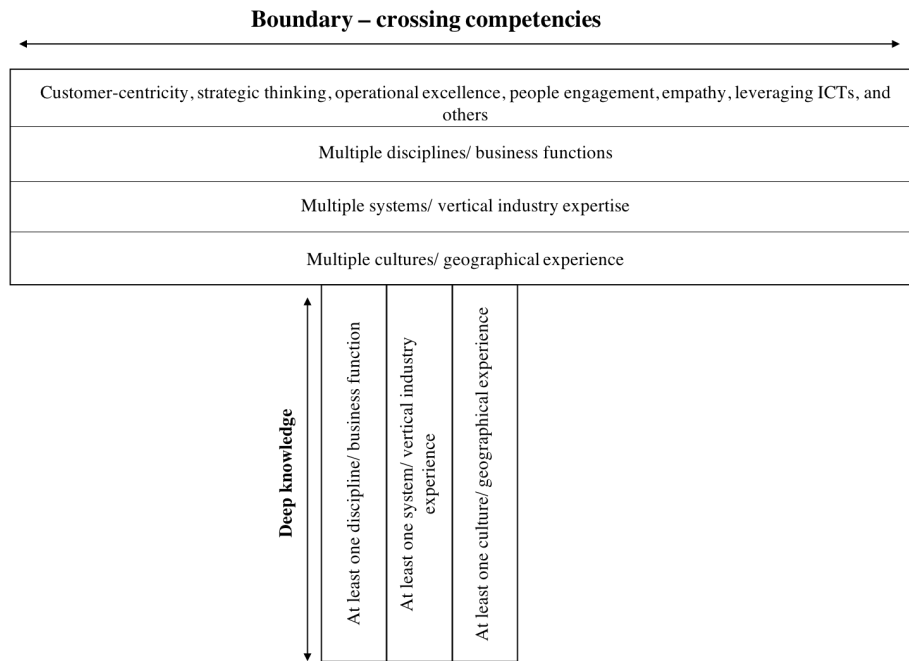 Boundary – crossing competencies
Customer-centricity, strategic thinking, operational excellence, people engagement, empathy, leveraging ICTs, and
others
Multiple disciplines/ business functions
Multiple systems/ vertical industry expertise
Multiple cultures/ geographical experience
Deep knowledge
At least one discipline/ business function
At least one system/ vertical industry
experience
At least one culture/ geographical experience